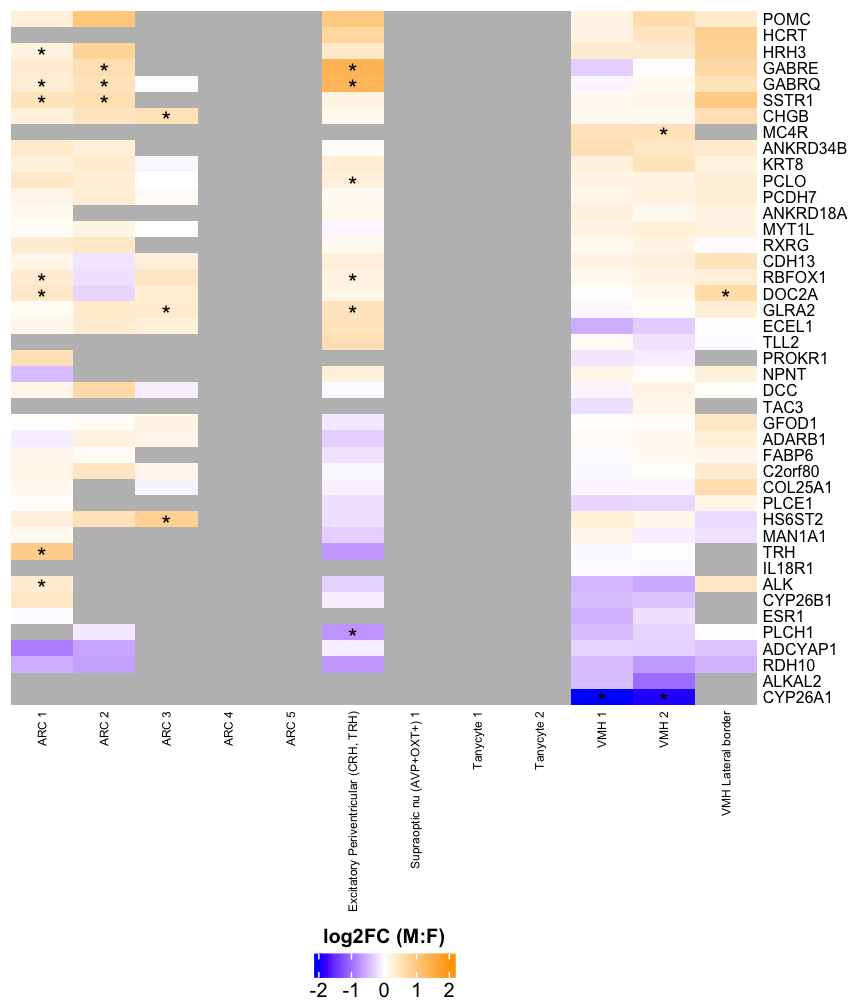 POMC
HCRT
HRH3
GABRE
GABRQ
SSTR1
CHGB
MC4R
ANKRD34B
KRT8
PCLO
PCDH7
ANKRD18A
MYT1L
RXRG
CDH13
RBFOX1
DOC2A
GLRA2
ECEL1
TLL2
PROKR1
NPNT
DCC
TAC3
GFOD1
ADARB1
FABP6
C2orf80
COL25A1
PLCE1
HS6ST2
MAN1A1
TRH
IL18R1
ALK
CYP26B1
ESR1
PLCH1
ADCYAP1
RDH10
ALKAL2
CYP26A1
ARC 1
ARC 2
ARC 3
ARC 4
ARC 5
Excitatory Periventricular (CRH, TRH)
Supraoptic nu (AVP+OXT+) 1
Tanycyte 1
Tanycyte 2
VMH 1
VMH 2
VMH Lateral border
log2FC (M:F)
-2 -1 0 1 2